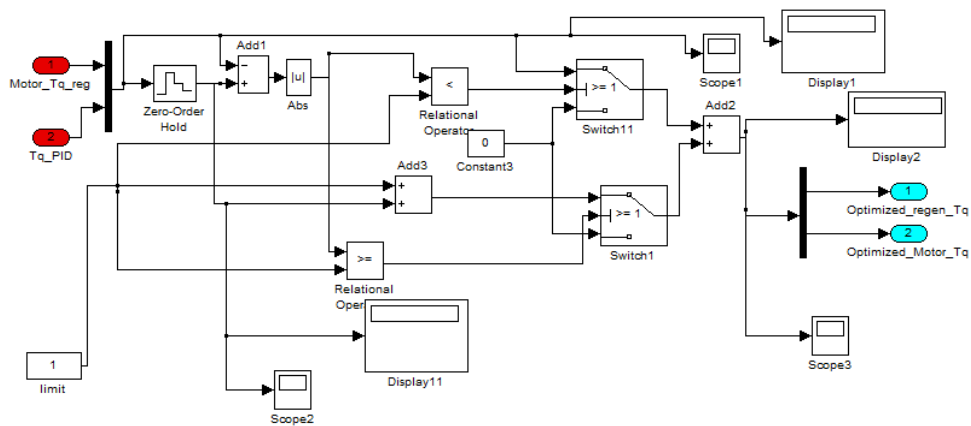 1
Motor_Tq_reg
2
Tq_PID
Zero-Order
Hold
Add1
−
+
|u|
Abs
<
Relational
Operator
0
Constant3
>= 1
Switch11
Scope1
Display1
Add2
+
+
Display2
Add3
+
+
>= 1
Switch1
1
Optimized_regen_Tq
2
Optimized_Motor_Tq
>=
Relational
Oper
Display11
1
limit
Scope2
Scope3